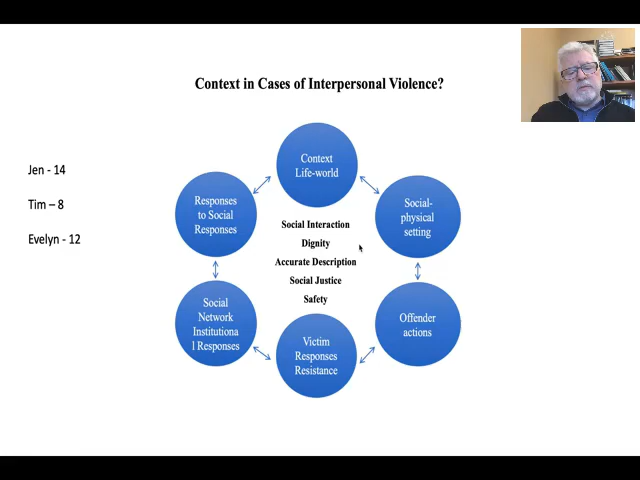 Context in Cases of Interpersonal Violence?
Jen - 14
Tim – 8
Evelyn - 12
Context
Life-world
Social-
physical
setting
Offender
actions
Victim
Responses
Resistance
Social
Network
Institutiona
l Responses
Responses
to Social
Responses
Social Interaction
Dignity
Accurate Description
Social Justice
Safety